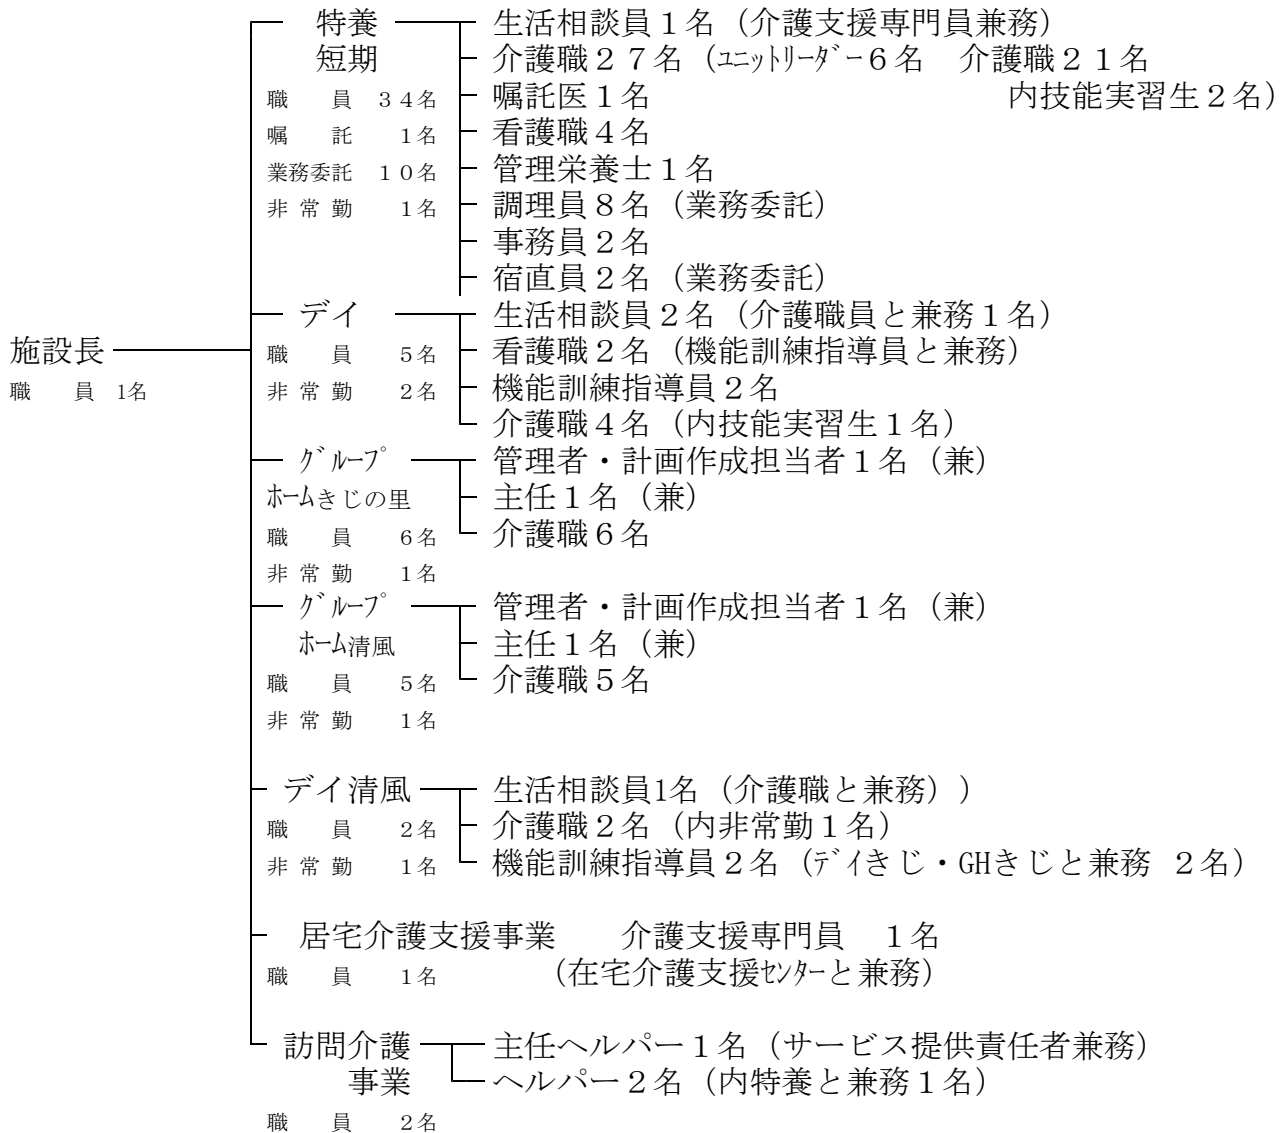 特養 生活相談員１名（介護支援専門員兼務）
短期 介護職２７名（ﾕﾆｯﾄﾘｰﾀﾞｰ６名　介護職２１名
職　員　３４名 嘱託医１名 内技能実習生２名）
嘱　託　１名 看護職４名
業務委託　１０名 管理栄養士１名
非常勤　１名 調理員８名（業務委託）
事務員２名
宿直員２名（業務委託）
デイ 生活相談員２名（介護職員と兼務１名）
施設長 職　員　５名 看護職２名（機能訓練指導員と兼務）
職　員　1名 非常勤　２名 機能訓練指導員２名
介護職４名（内技能実習生１名）
ｸﾞﾙｰﾌﾟ 管理者・計画作成担当者１名（兼）
ﾎｰﾑきじの里 主任１名（兼）
職　員　６名 介護職６名
非常勤　１名
ｸﾞﾙｰﾌﾟ 管理者・計画作成担当者１名（兼）
ﾎｰﾑ清風 主任１名（兼）
職　員　５名 介護職５名
非常勤　１名
デイ清風 生活相談員1名（介護職と兼務））
職　員　２名 介護職２名（内非常勤１名）
非常勤　１名 機能訓練指導員２名（ﾃﾞｲきじ・GHきじと兼務　２名）
居宅介護支援事業　介護支援専門員　１名
職　員　１名 （在宅介護支援ｾﾝﾀｰと兼務）
訪問介護 主任ヘルパー１名（サービス提供責任者兼務）
事業 ヘルパー２名（内特養と兼務１名）
職　員　２名